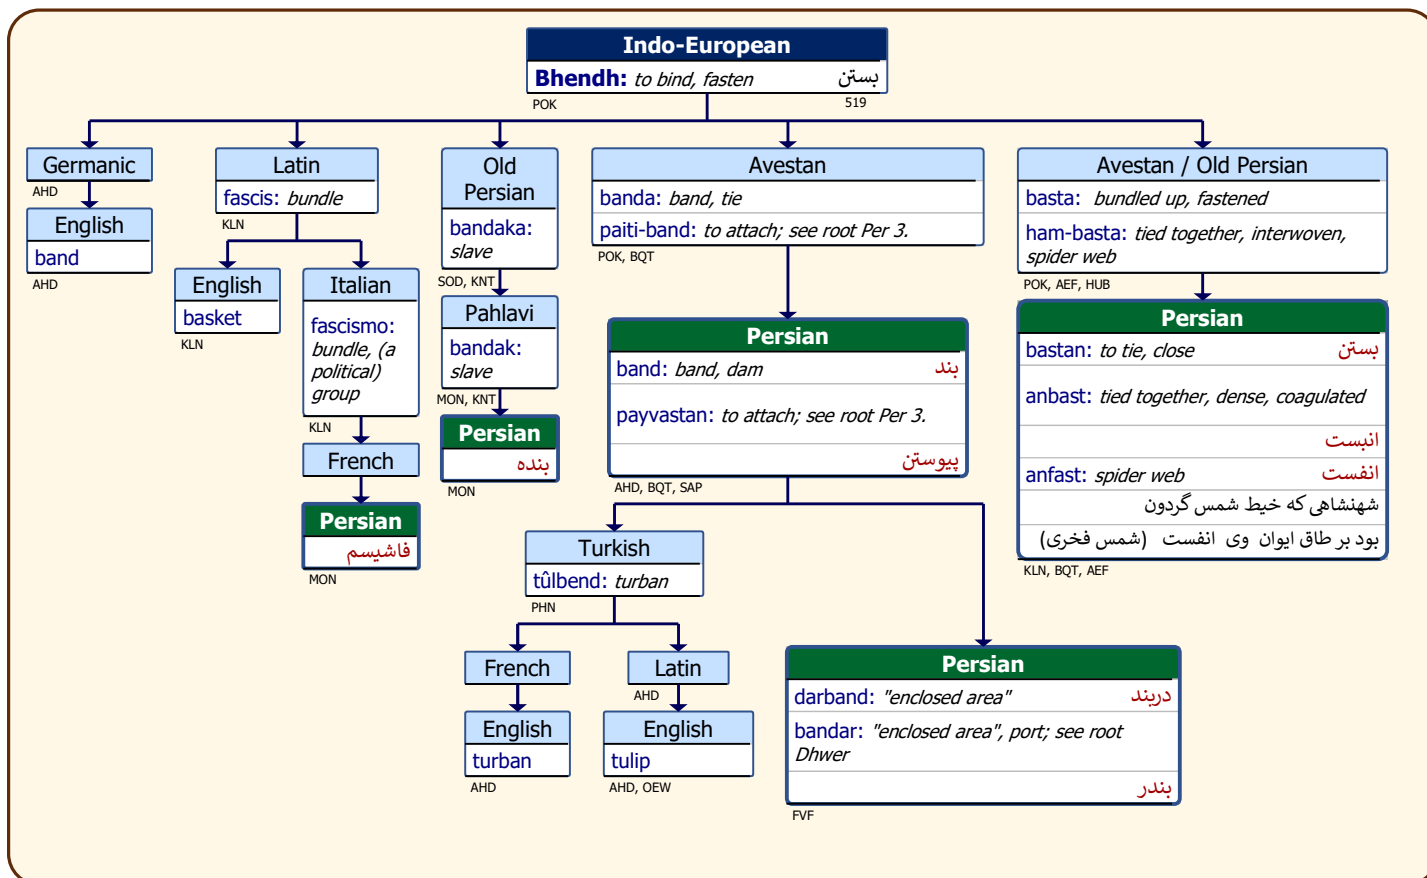 Indo-European
Bhendh: to bind, fasten بستن
POK 519
Germanic
AHD
English
band
AHD
Latin
fascis: bundle
KLN
English
basket
KLN
Italian
fascismo:
bundle, (a
political)
group
KLN
French
Persian
فاشیسم
MON
Old
Persian
bandaka:
slave
SOD, KNT
Pahlavi
bandak:
slave
MON, KNT
Persian
بنده
MON
Avestan
banda: band, tie
paiti-band: to attach; see root Per 3.
POK, BQT
Persian
band: band, dam بند
payvastan: to attach; see root Per 3.
پیوستن
AHD, BQT, SAP
Turkish
tûlbend: turban
PHN
French
English
turban
AHD
Latin
AHD
English
tulip
AHD, OEW
Persian
darband: "enclosed area" دربند
bandar: "enclosed area", port; see root
Dhwer
بندر
FVF
Avestan / Old Persian
basta: bundled up, fastened
ham-basta: tied together, interwoven,
spider web
POK, AEF, HUB
Persian
bastan: to tie, close بستن
anbast: tied together, dense, coagulated
انبست
anfast: spider web انفست
شهنشاهی که خیط شمس گردون
بود بر طاق ایوان وی انفست (شمس فخری)
KLN, BQT, AEF